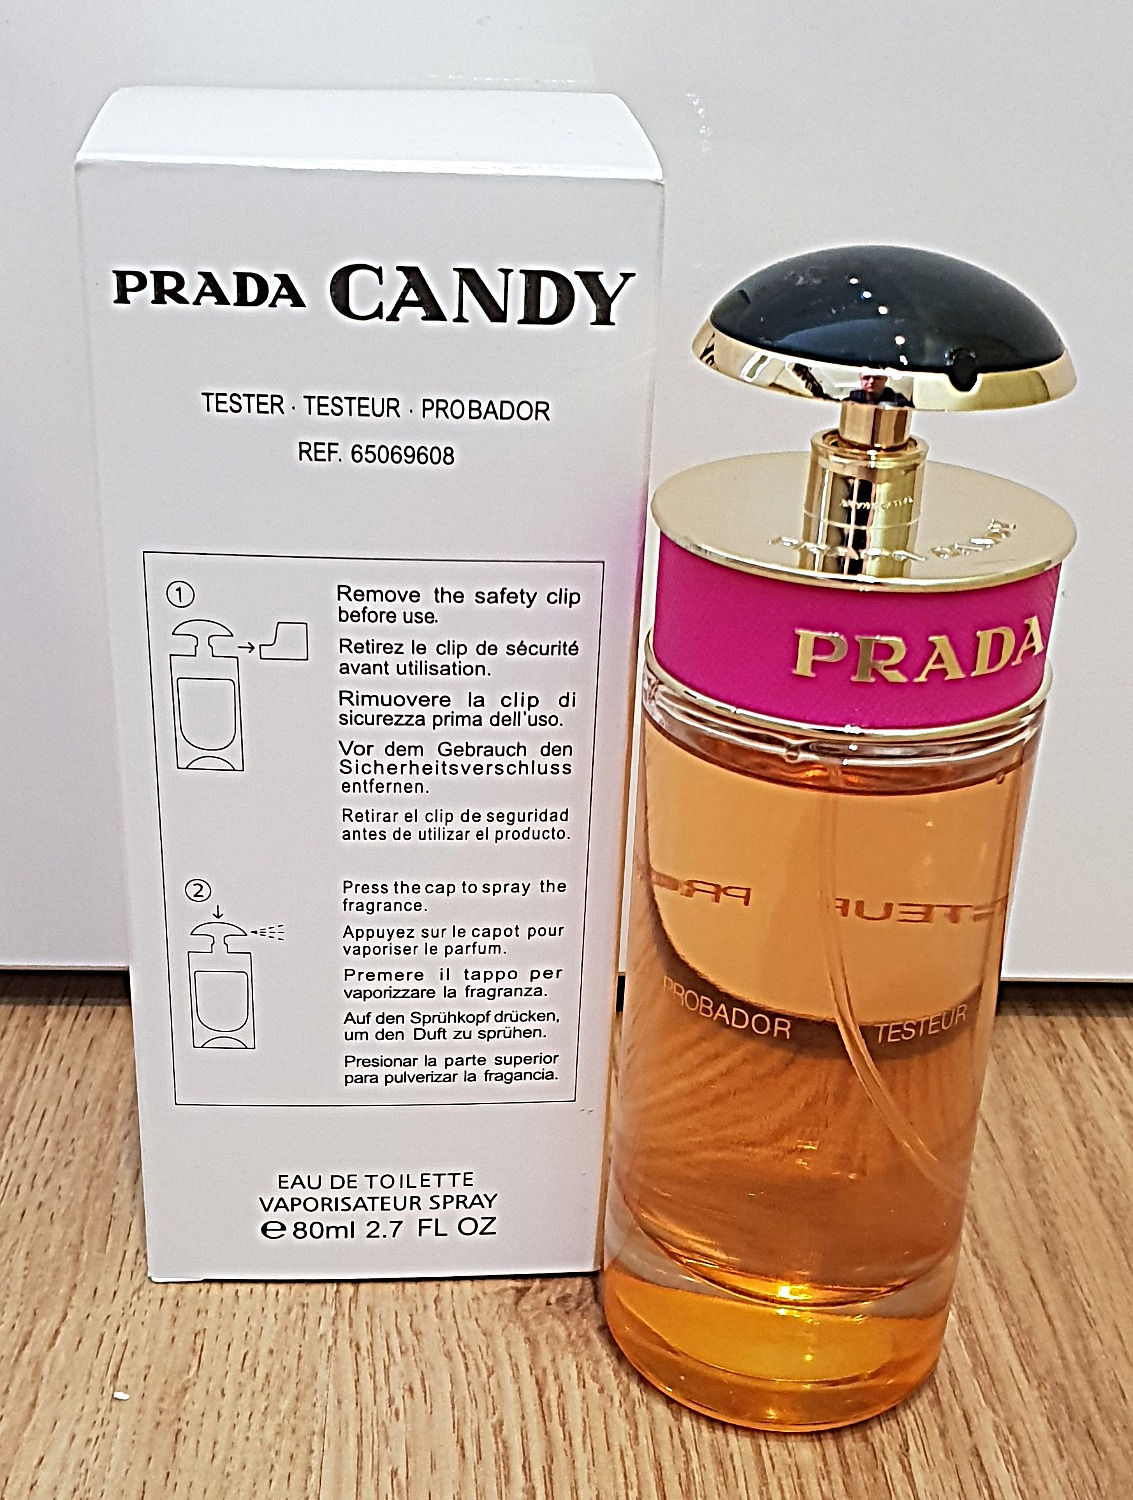 PRADA CANDY
TESTER · TESTEUR · PROBADOR
REF. 65069608
1
Remove the safety clip
before use.
Retirez le clip de sécurité
avant utilisation.
Rimuovere la clip di
sicurezza prima dell'uso.
Vor dem Gebrauch den
Sicherheitsverschluss
entfernen.
Retirar el clip de seguridad
antes de utilizar el producto.
2
Press the cap to spray the
fragrance.
Appuyez sur le capot pour
vaporiser le parfum.
Premere il tappo per
vaporizzare la fragranza.
Auf den Sprühkopf drücken,
um den Duft zu sprühen.
Presionar la parte superior
para pulverizar la fragancia.
EAU DE TOILETTE
VAPORISATEUR SPRAY
℮ 80ml 2.7 FL OZ
PRADA CANDY
PRADA
PROBADOR TESTEUR